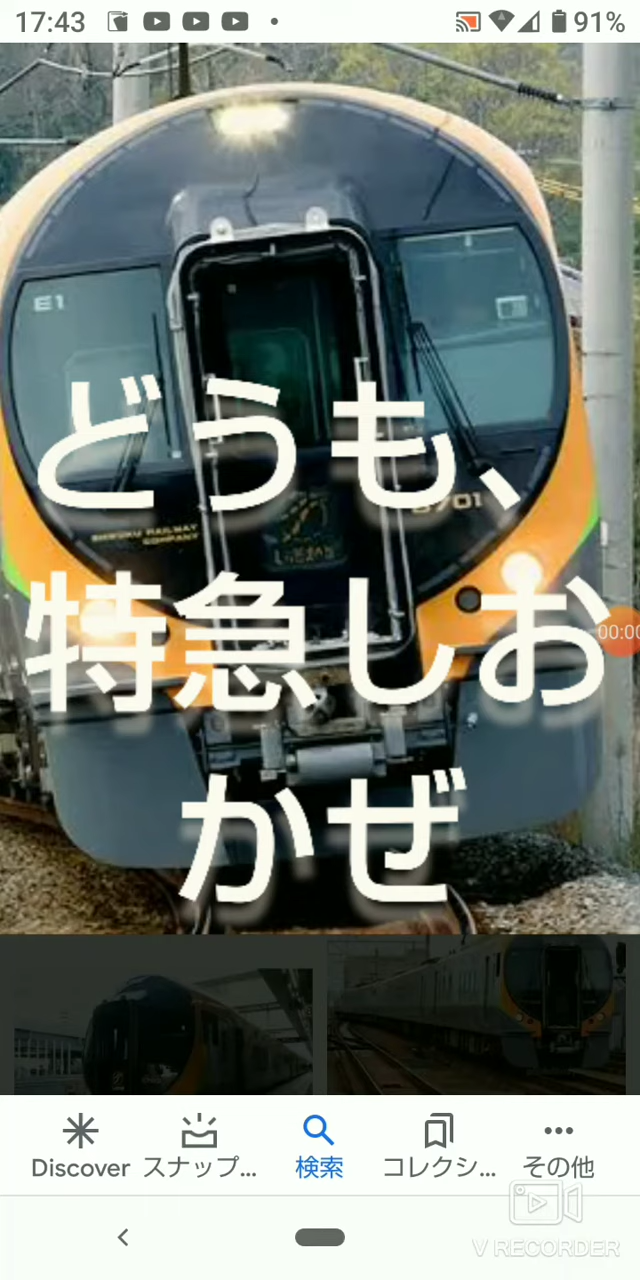 17:43
91%
E1
どうも、
8701
SHIKOKU RAILWAY
COMPANY
特急しお
00:00
かぜ
Discover スナップ... 検索 コレクシ... その他
V RECORDER